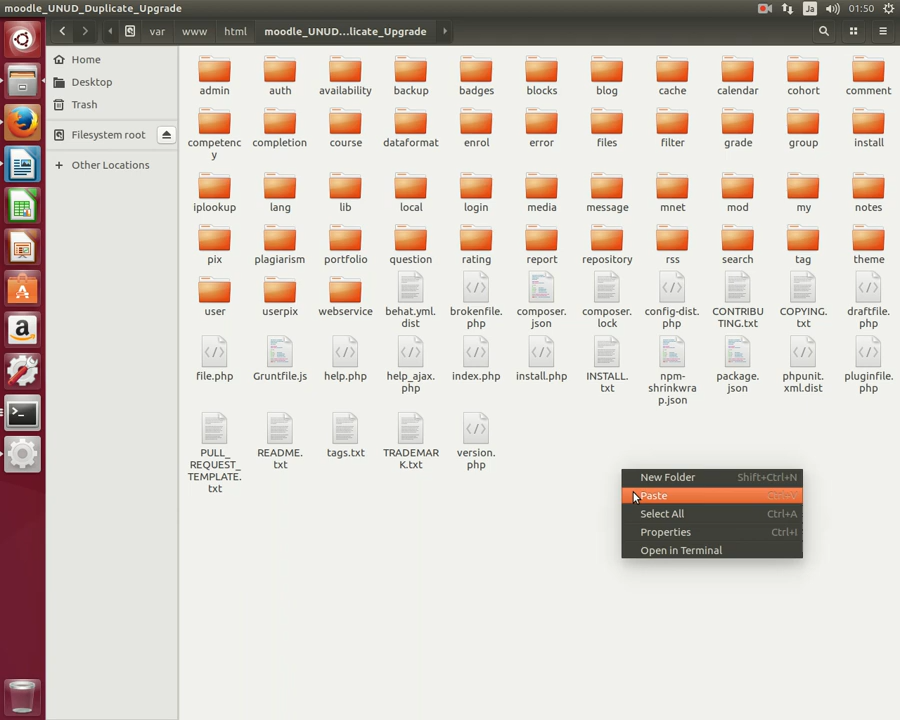 moodle_UNUD_Duplicate_Upgrade
Ja
01:50
var
www
html
moodle_UNUD...licate_Upgrade
Home
Desktop
Trash
Filesystem root
+ Other Locations
admin
auth
availability
backup
badges
blocks
blog
cache
calendar
cohort
comment
competenc
y
completion
course
dataformat
enrol
error
files
filter
grade
group
install
iplookup
lang
lib
local
login
media
message
mnet
mod
my
notes
pix
plagiarism
portfolio
question
rating
report
repository
rss
search
tag
theme
user
userpix
webservice
behat.yml.
dist
brokenfile.
php
composer.
json
composer.
lock
config-dist.
php
CONTRIBU
TING.txt
COPYING.
txt
draftfile.
php
file.php
Gruntfile.js
help.php
help_ajax.
php
index.php
install.php
INSTALL.
txt
npm-
shrinkwra
p.json
package.
json
phpunit.
xml.dist
pluginfile.
php
PULL_
REQUEST_
TEMPLATE.
txt
README.
txt
tags.txt
TRADEMAR
K.txt
version.
php
New Folder Shift+Ctrl+N
Paste Ctrl+V
Select All Ctrl+A
Properties Ctrl+I
Open in Terminal